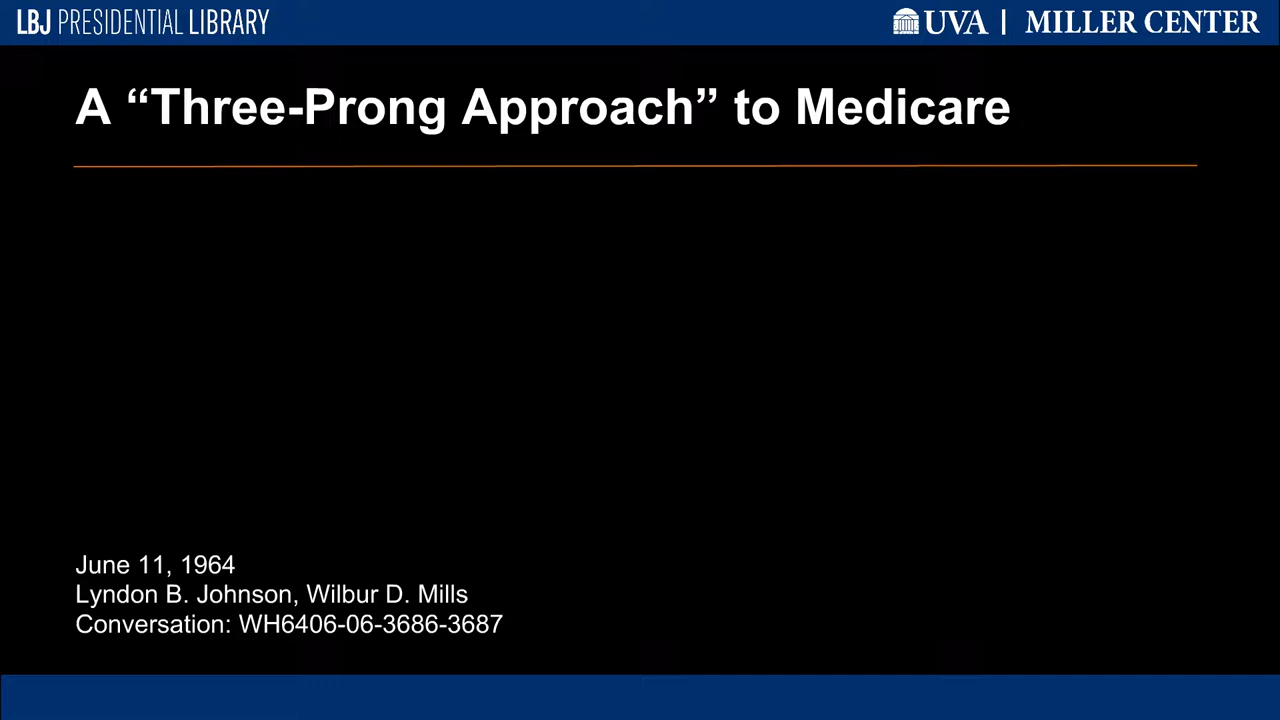 LBJ PRESIDENTIAL LIBRARY
UVA | MILLER CENTER
A “Three-Prong Approach” to Medicare
June 11, 1964
Lyndon B. Johnson, Wilbur D. Mills
Conversation: WH6406-06-3686-3687